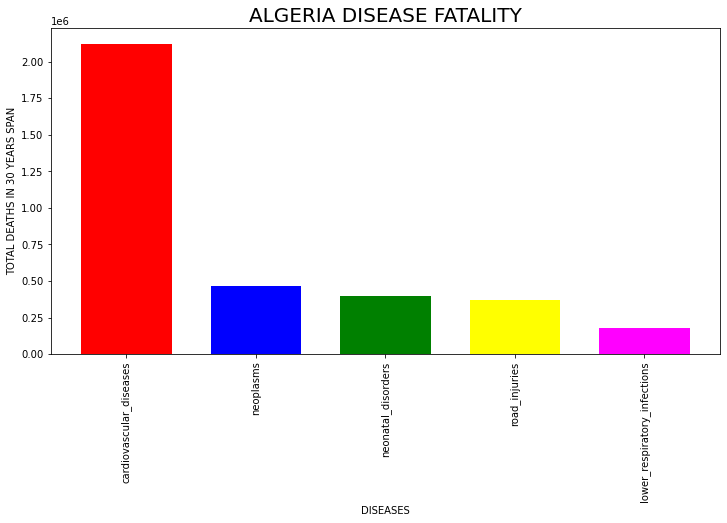 ALGERIA DISEASE FATALITY
1e6
TOTAL DEATHS IN 30 YEARS SPAN
2.00
1.75
1.50
1.25
1.00
0.75
0.50
0.25
0.00
cardiovascular_diseases
neoplasms
neonatal_disorders
road_injuries
lower_respiratory_infections
DISEASES